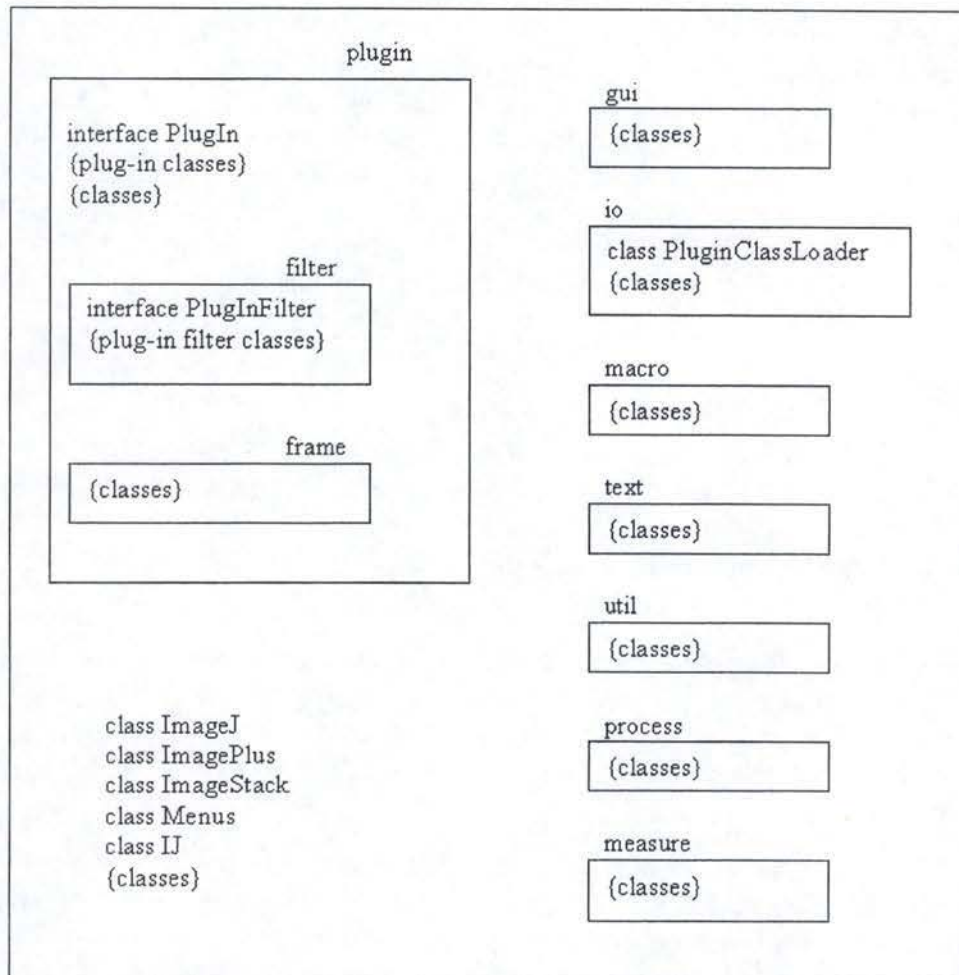 plugin
interface PlugIn
{plug-in classes}
{classes}
filter
interface PlugInFilter
{plug-in filter classes}
frame
{classes}
class ImageJ
class ImagePlus
class ImageStack
class Menus
class IJ
{classes}
gui
{classes}
io
class PluginClassLoader
{classes}
macro
{classes}
text
{classes}
util
{classes}
process
{classes}
measure
{classes}